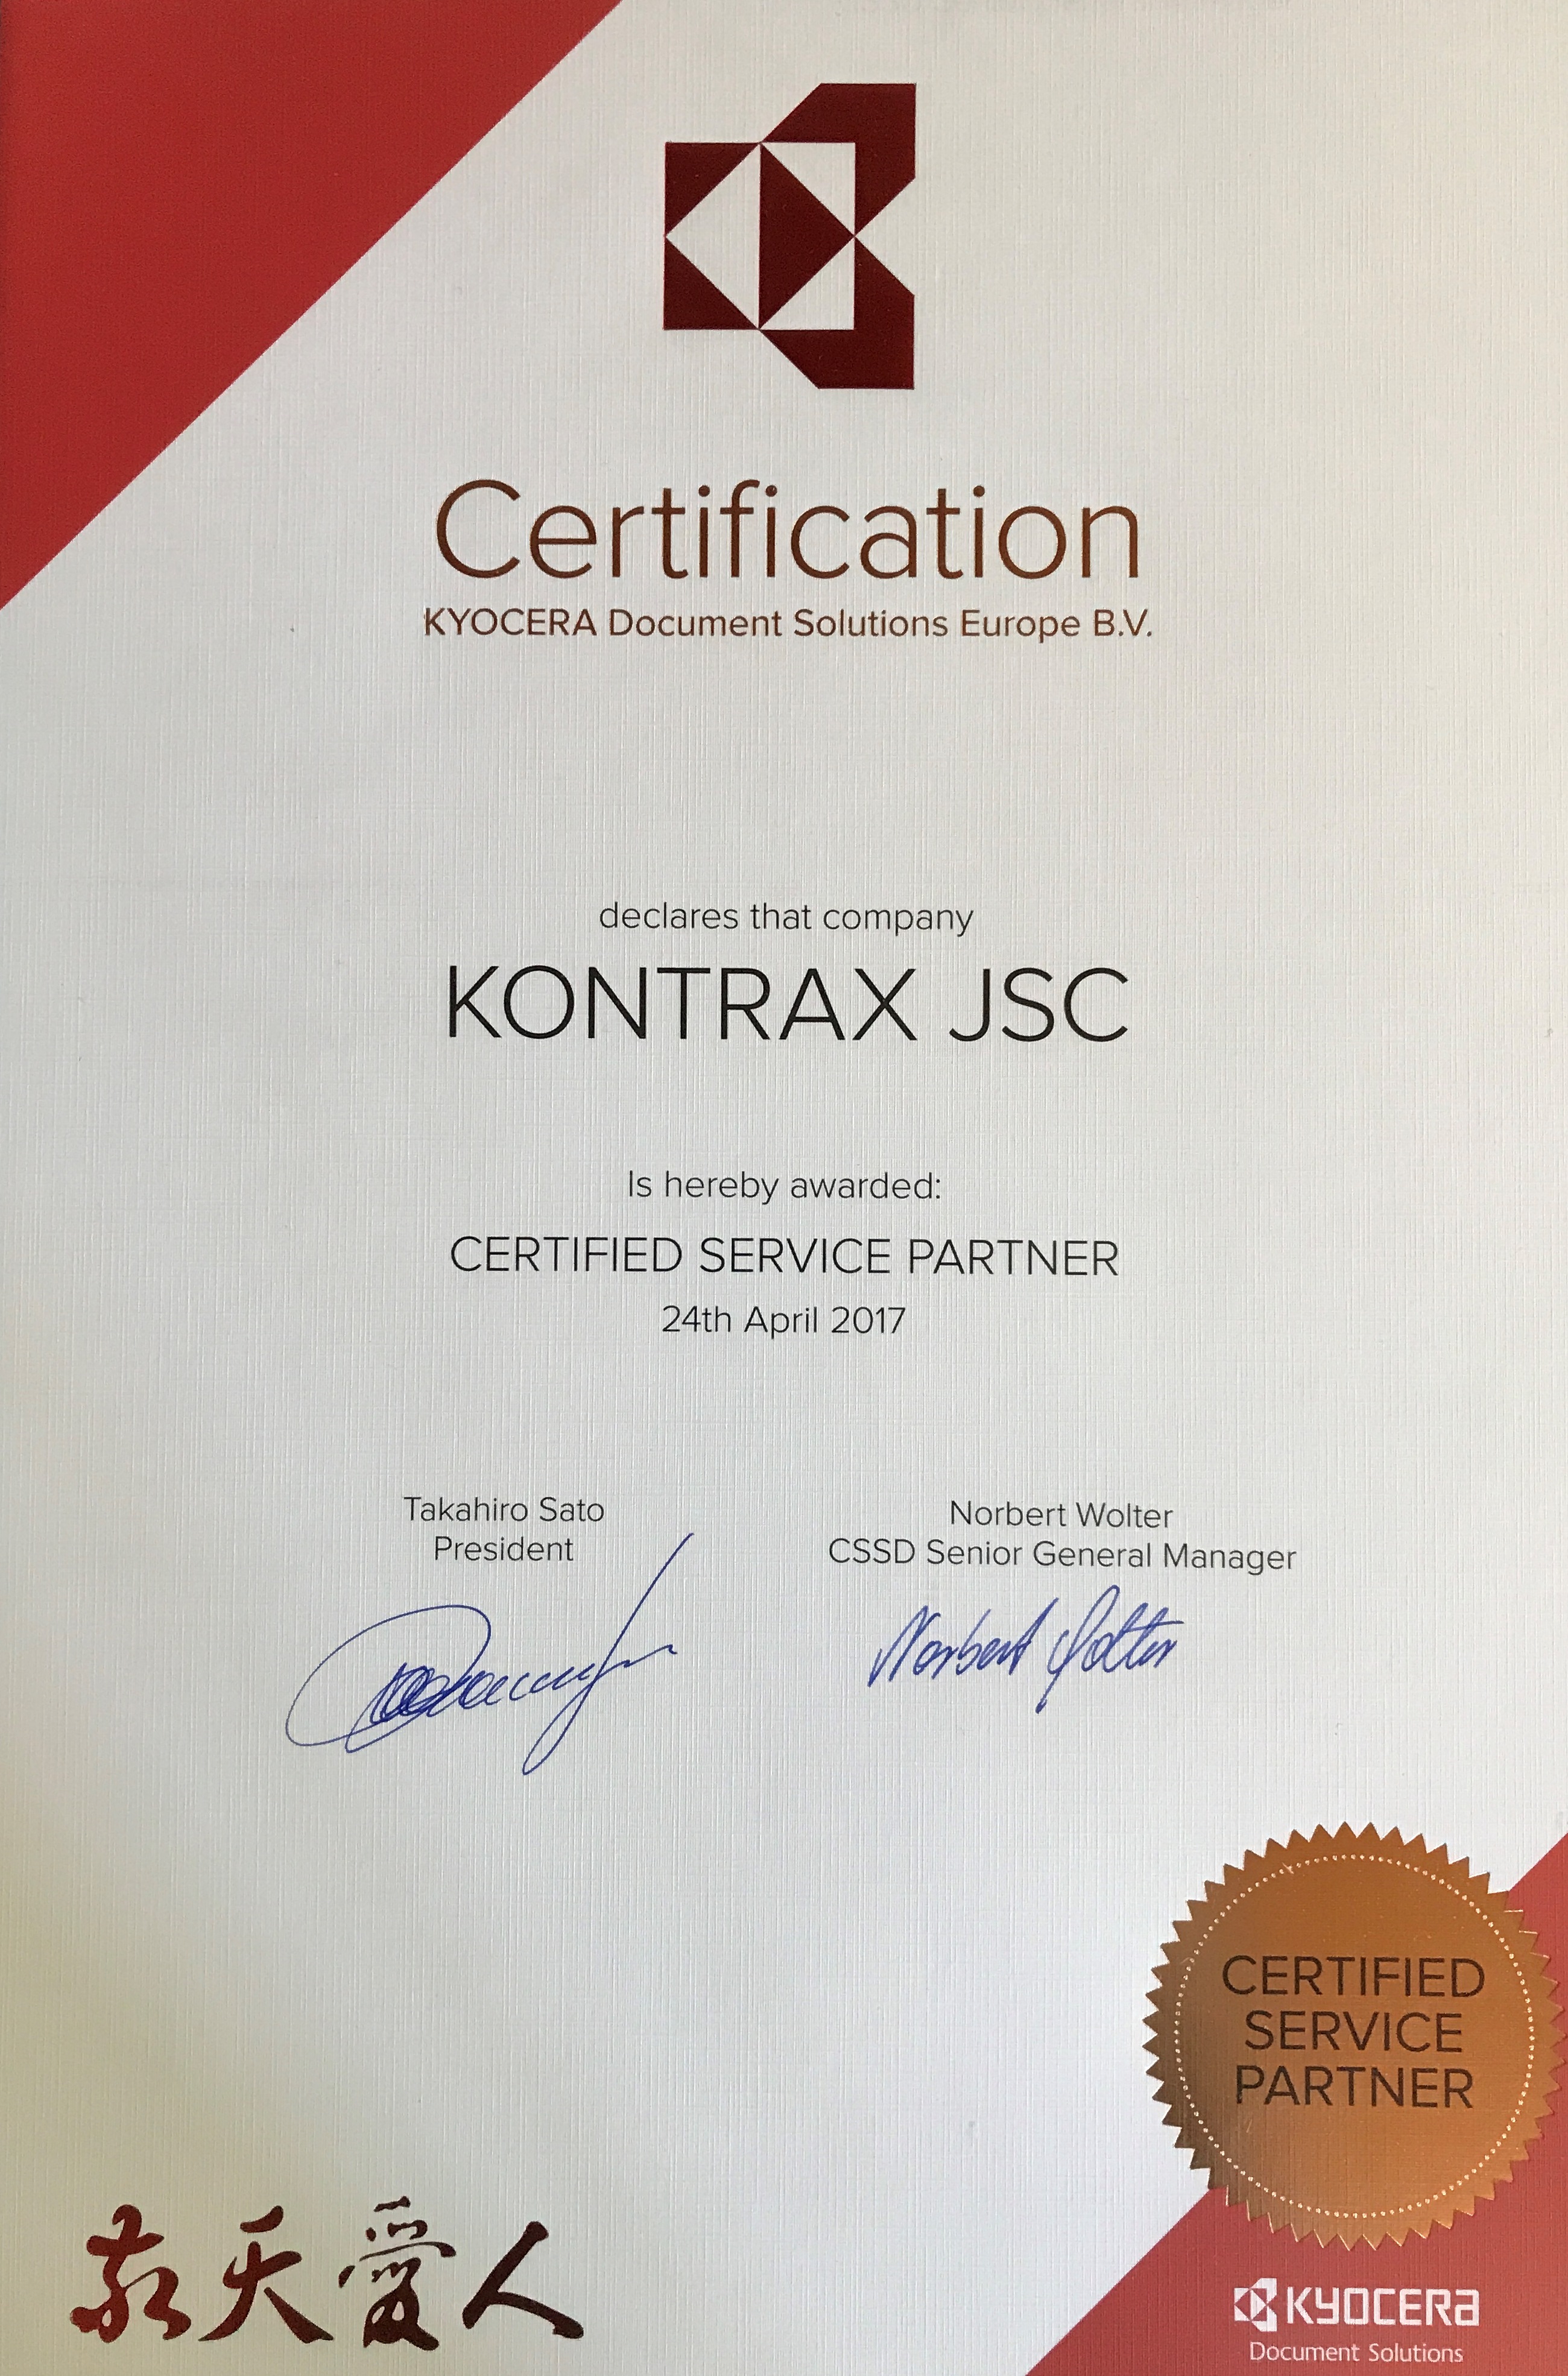 Certification
KYOCERA Document Solutions Europe B.V.
declares that company
KONTRAX JSC
Is hereby awarded:
CERTIFIED SERVICE PARTNER
24th April 2017
Takahiro Sato
President
Norbert Wolter
CSSD Senior General Manager
Norbert Wolter
CERTIFIED
SERVICE
PARTNER
敬天愛人
KYOCERA
Document Solutions